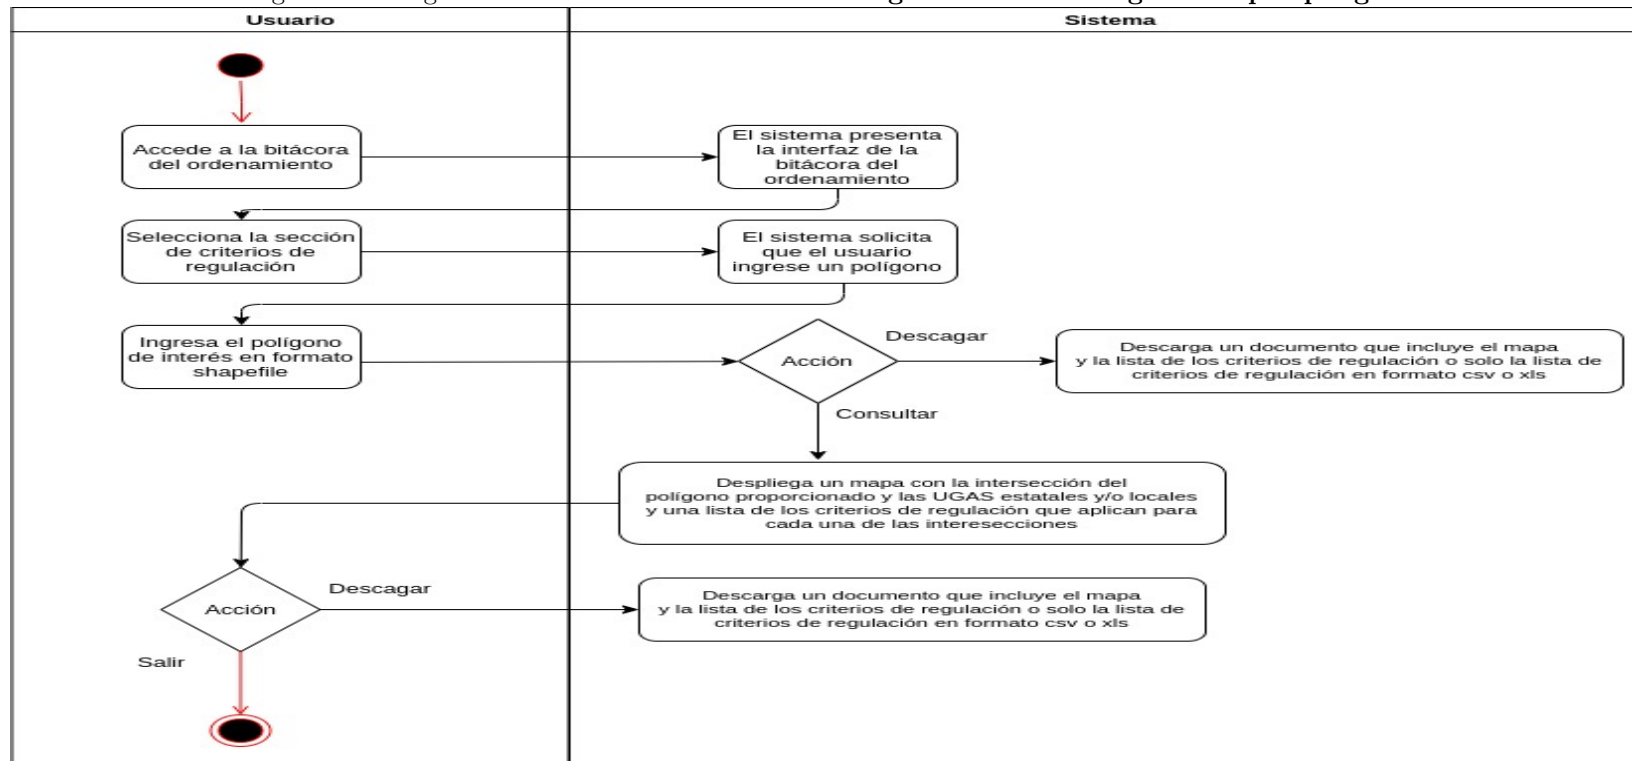 Usuario
Sistema
Accede a la bitácora
del ordenamiento
El sistema presenta
la interfaz de la
bitácora del
ordenamiento
Selecciona la sección
de criterios de
regulación
El sistema solicita
que el usuario
ingrese un polígono
Ingresa el polígono
de interés en formato
shapefile
Acción
Descagar
Descarga un documento que incluye el mapa
y la lista de los criterios de regulación o solo la lista de
criterios de regulación en formato csv o xls
Consultar
Despliega un mapa con la intersección del
polígono proporcionado y las UGAS estatales y/o locales
y una lista de los criterios de regulación que aplican para
cada una de las interesecciones
Acción
Descagar
Descarga un documento que incluye el mapa
y la lista de los criterios de regulación o solo la lista de
criterios de regulación en formato csv o xls
Salir